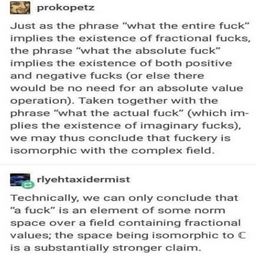 prokopetz
Just as the phrase "what the entire fuck"
implies the existence of fractional fucks,
the phrase "what the absolute fuck"
implies the existence of both positive
and negative fucks (or else there
would be no need for an absolute value
operation). Taken together with the
phrase "what the actual fuck" (which im-
plies the existence of imaginary fucks),
we may thus conclude that fuckery is
isomorphic with the complex field.
rlyehtaxidermist
Technically, we can only conclude that
"a fuck" is an element of some norm
space over a field containing fractional
values; the space being isomorphic to ℂ
is a substantially stronger claim.